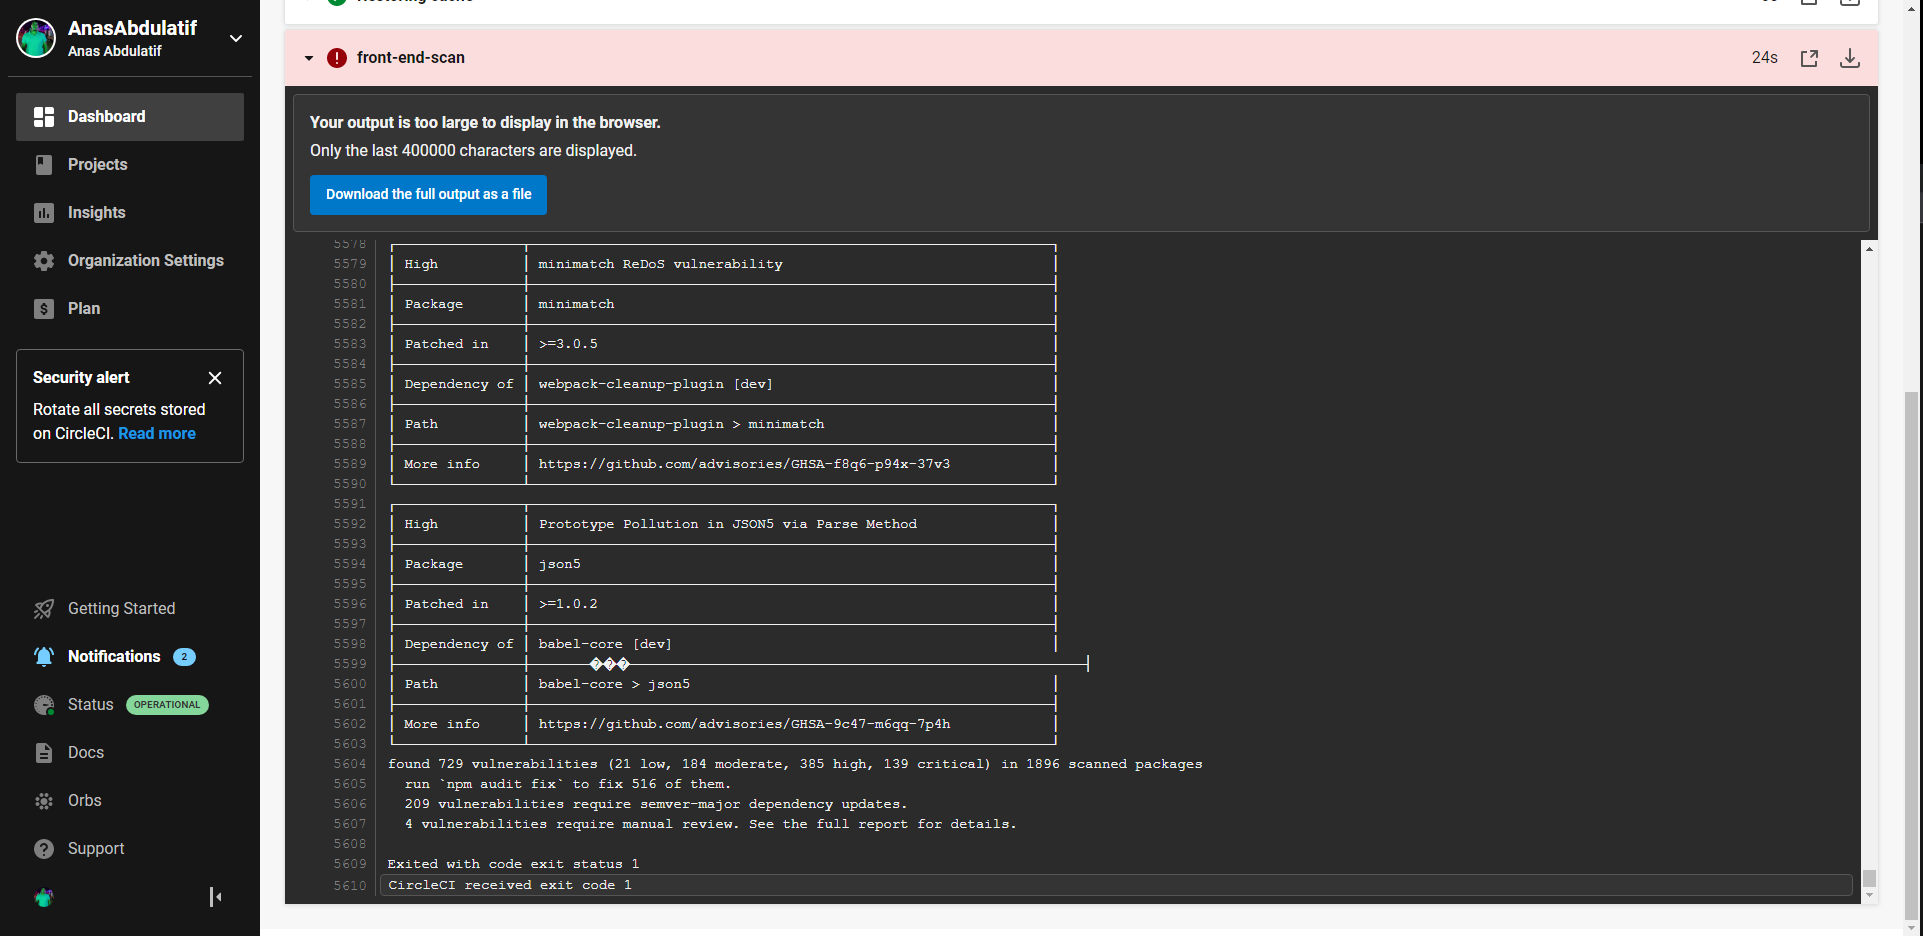 AnasAbdulatif
Anas Abdulatif
Dashboard
Projects
Insights
Organization Settings
Plan
Security alert
Rotate all secrets stored
on CircleCI. Read more
Getting Started
Notifications 2
Status OPERATIONAL
Docs
Orbs
Support
front-end-scan 24s
Your output is too large to display in the browser.
Only the last 400000 characters are displayed.
Download the full output as a file
5578
5579 High minimatch ReDoS vulnerability
5580
5581 Package minimatch
5582
5583 Patched in >=3.0.5
5584
5585 Dependency of webpack-cleanup-plugin [dev]
5586
5587 Path webpack-cleanup-plugin > minimatch
5588
5589 More info https://github.com/advisories/GHSA-f8q6-p94x-37v3
5590
5591
5592 High Prototype Pollution in JSON5 via Parse Method
5593
5594 Package json5
5595
5596 Patched in >=1.0.2
5597
5598 Dependency of babel-core [dev]
5599 ���
5600 Path babel-core > json5
5601
5602 More info https://github.com/advisories/GHSA-9c47-m6qq-7p4h
5603
5604 found 729 vulnerabilities (21 low, 184 moderate, 385 high, 139 critical) in 1896 scanned packages
5605 run `npm audit fix` to fix 516 of them.
5606 209 vulnerabilities require semver-major dependency updates.
5607 4 vulnerabilities require manual review. See the full report for details.
5608
5609 Exited with code exit status 1
5610 CircleCI received exit code 1